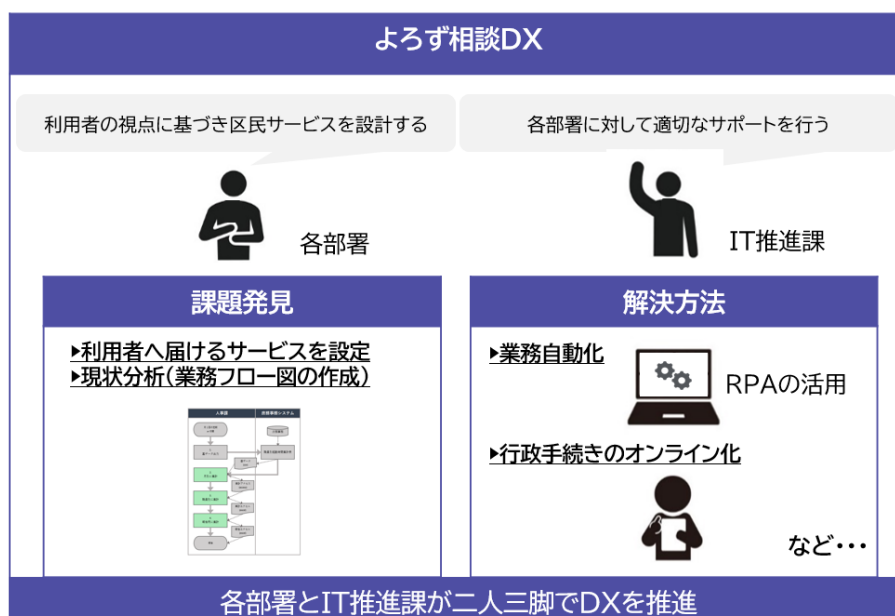 よろず相談DX
利用者の視点に基づき区民サービスを設計する
各部署に対して適切なサポートを行う
各部署
IT推進課
課題発見
▶利用者へ届けるサービスを設定
▶現状分析(業務フロー図の作成)
解決方法
▶業務自動化
RPAの活用
▶行政手続きのオンライン化
など・・・
各部署とIT推進課が二人三脚でDXを推進